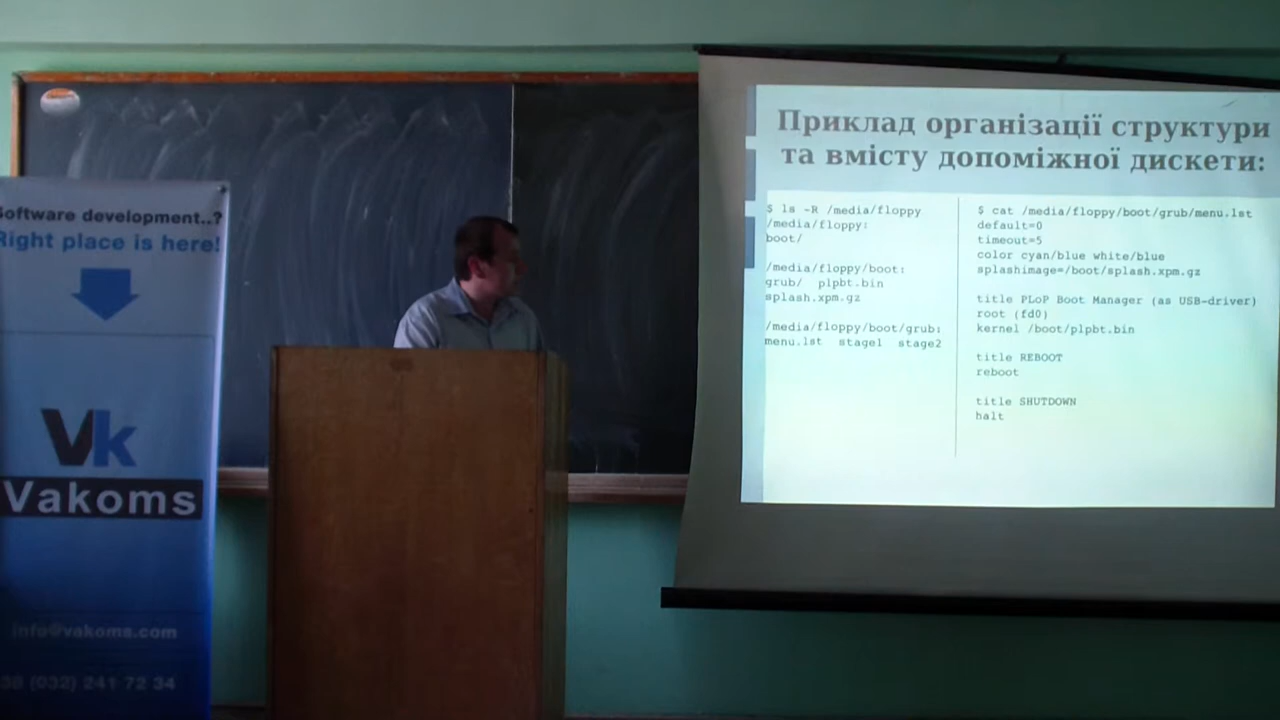 Software development..?
Right place is here!
Vk
Vakoms
info@vakoms.com
38 (032) 241 72 34
Приклад організації структури
та вмісту допоміжної дискети:
$ ls -R /media/floppy
/media/floppy:
boot/
/media/floppy/boot:
grub/  plpbt.bin
splash.xpm.gz
/media/floppy/boot/grub:
menu.lst  stage1  stage2
$ cat /media/floppy/boot/grub/menu.lst
default=0
timeout=5
color cyan/blue white/blue
splashimage=/boot/splash.xpm.gz
title PLoP Boot Manager (as USB-driver)
root (fd0)
kernel /boot/plpbt.bin
title REBOOT
reboot
title SHUTDOWN
halt